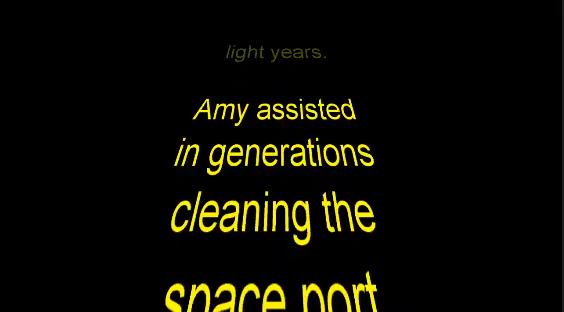 light years.
Amy assisted
in generations
cleaning the
space port